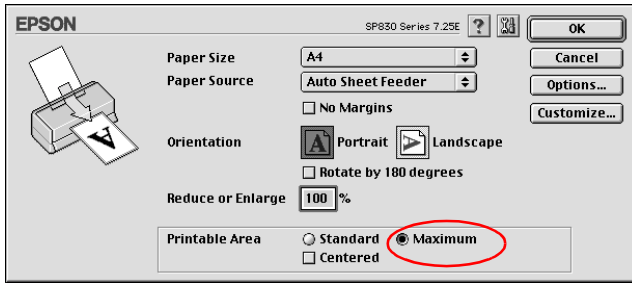 EPSON
SP830 Series 7.25E ? OK
Paper Size A4 Cancel
Paper Source Auto Sheet Feeder Options...
No Margins Customize...
Orientation A Portrait A Landscape
Rotate by 180 degrees
Reduce or Enlarge 100 %
Printable Area Standard Maximum
Centered
A